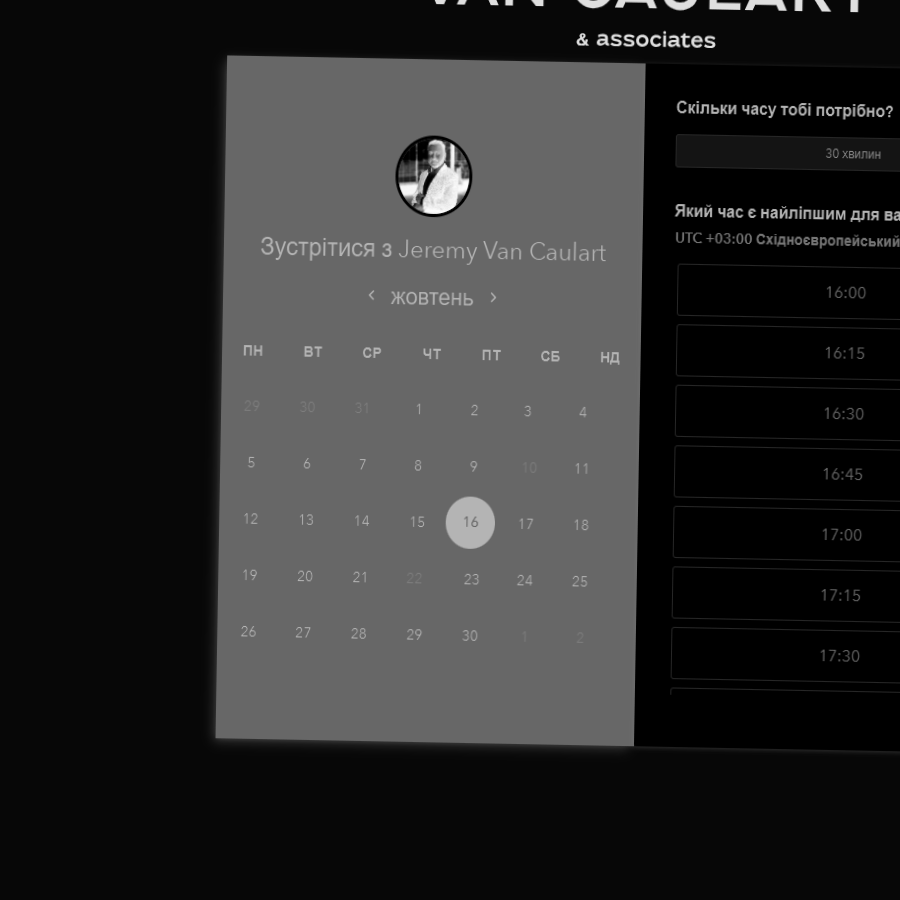 VAN CAULART
& associates
Зустрітися з Jeremy Van Caulart
‹ жовтень ›
ПН ВТ СР ЧТ ПТ СБ НД
29 30 31 1 2 3 4
5 6 7 8 9 10 11
12 13 14 15 16 17 18
19 20 21 22 23 24 25
26 27 28 29 30 1 2
Скільки часу тобі потрібно?
30 хвилин
Який час є найліпшим для ва
UTC +03:00 Східноєвропейський
16:00
16:15
16:30
16:45
17:00
17:15
17:30